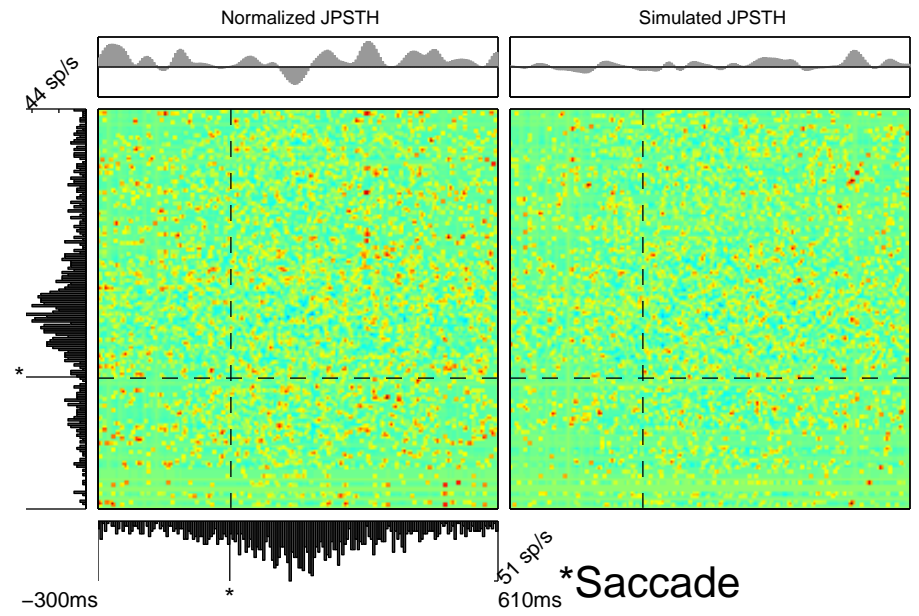 Normalized JPSTH
Simulated JPSTH
44 sp/s
*
51 sp/s
−300ms
*
610ms
*Saccade